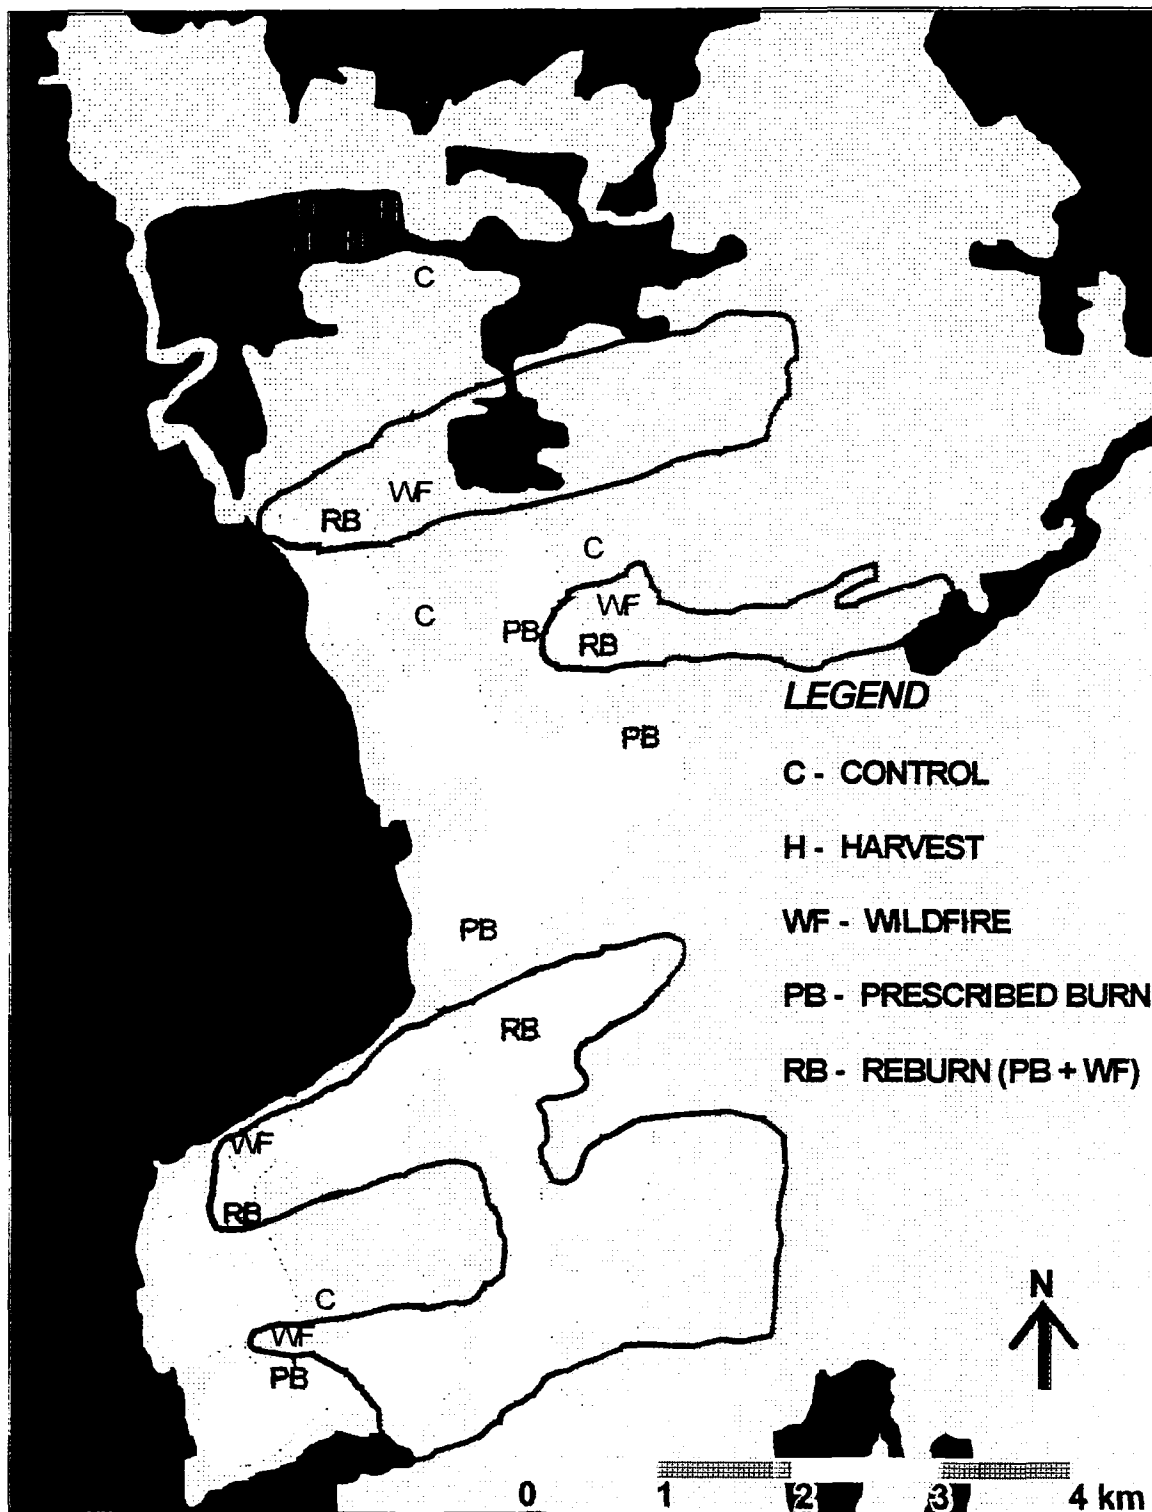 C
WF
RB
C
WF
C
PB
RB
LEGEND
PB
C - CONTROL
H - HARVEST
WF - WILDFIRE
PB
PB - PRESCRIBED BURN
RB
RB - REBURN (PB + WF)
WF
RB
N
C
WF
PB
0 1 2 3 4 km